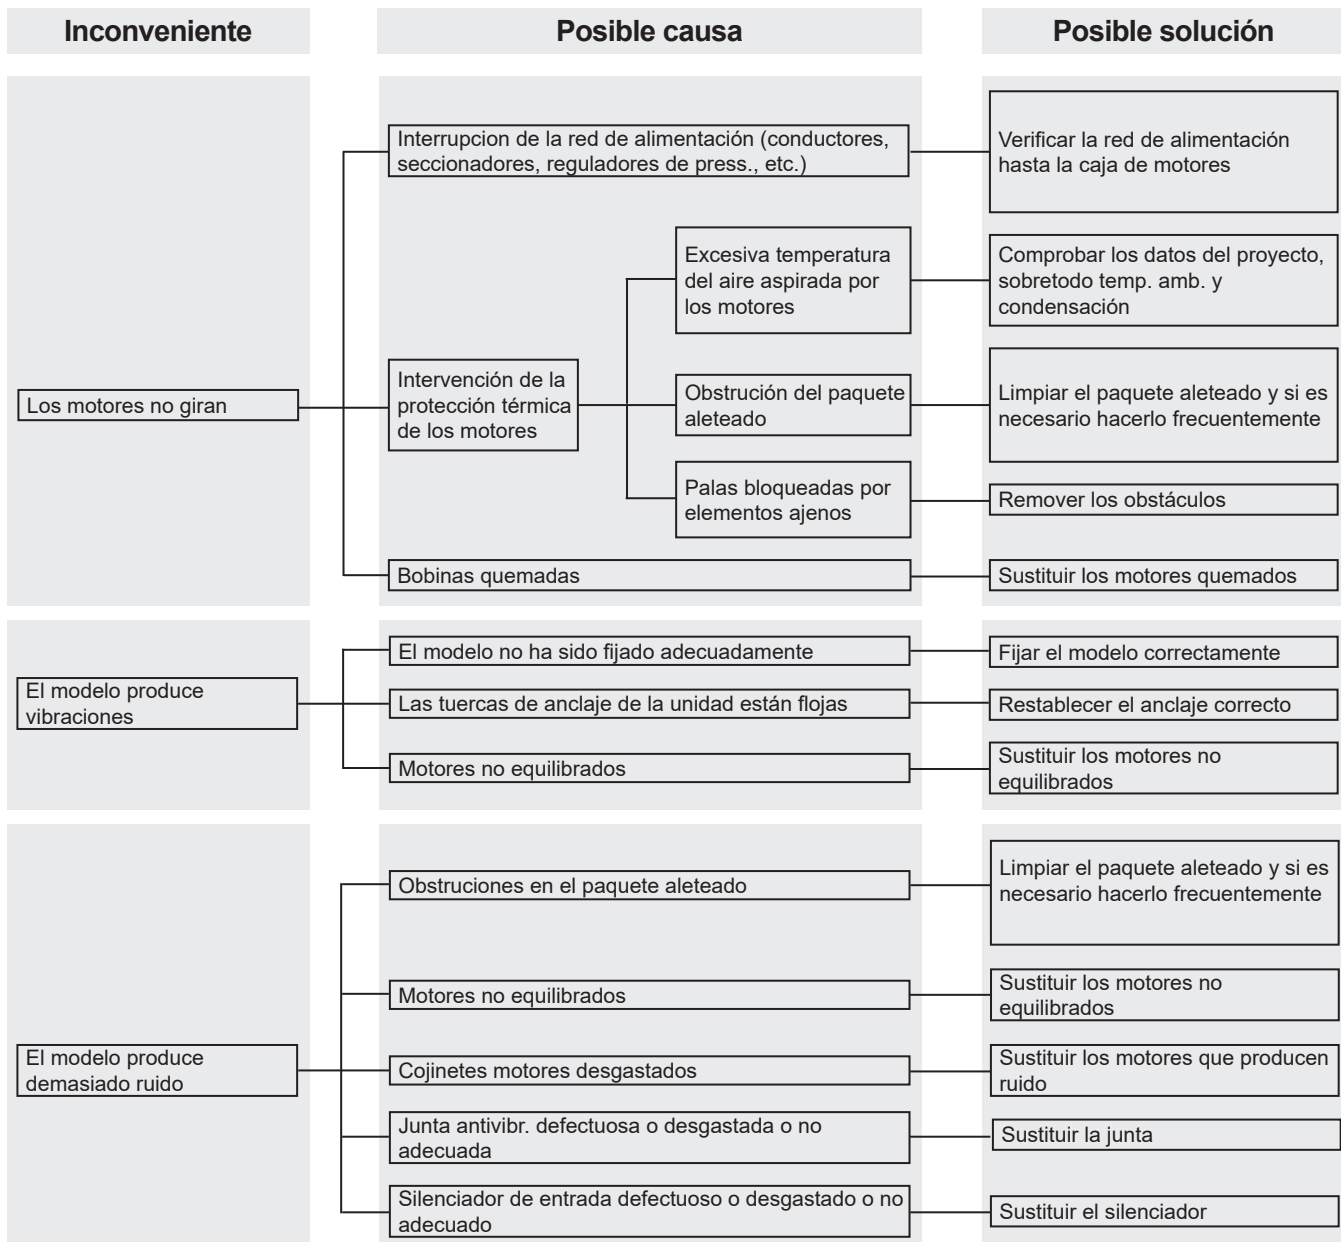 Inconveniente
Posible causa
Posible solución
Los motores no giran
Interrupcion de la red de alimentación (conductores,
seccionadores, reguladores de press., etc.)
Verificar la red de alimentación
hasta la caja de motores
Intervención de la
protección térmica
de los motores
Excesiva temperatura
del aire aspirada por
los motores
Comprobar los datos del proyecto,
sobretodo temp. amb. y
condensación
Obstrución del paquete
aleteado
Limpiar el paquete aleteado y si es
necesario hacerlo frecuentemente
Palas bloqueadas por
elementos ajenos
Remover los obstáculos
Bobinas quemadas
Sustituir los motores quemados
El modelo produce
vibraciones
El modelo no ha sido fijado adecuadamente
Fijar el modelo correctamente
Las tuercas de anclaje de la unidad están flojas
Restablecer el anclaje correcto
Motores no equilibrados
Sustituir los motores no
equilibrados
El modelo produce
demasiado ruido
Obstruciones en el paquete aleteado
Limpiar el paquete aleteado y si es
necesario hacerlo frecuentemente
Motores no equilibrados
Sustituir los motores no
equilibrados
Cojinetes motores desgastados
Sustituir los motores que producen
ruido
Junta antivibr. defectuosa o desgastada o no
adecuada
Sustituir la junta
Silenciador de entrada defectuoso o desgastado o no
adecuado
Sustituir el silenciador